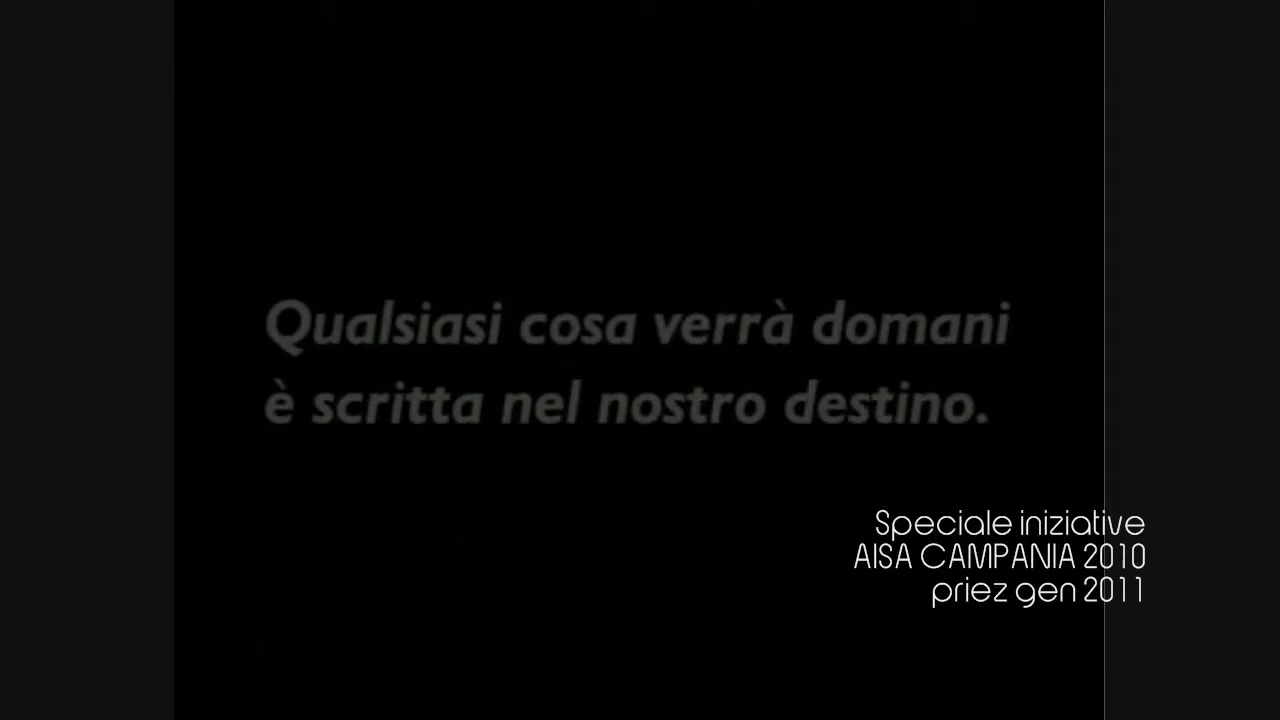 Qualsiasi cosa verrà domani
è scritta nel nostro destino.
Speciale iniziative
AISA CAMPANIA 2010
priez gen 2011